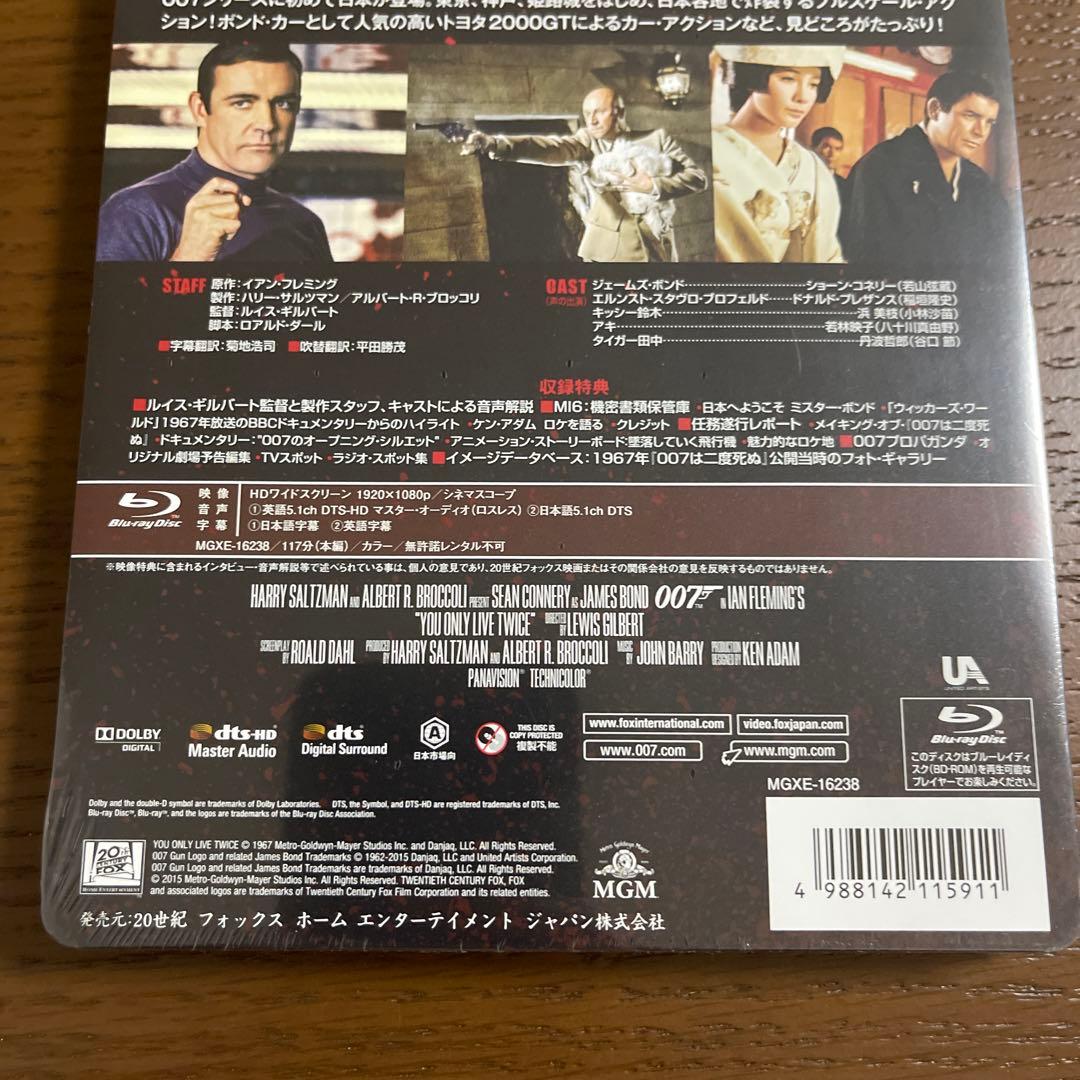 007シリーズに初めて日本が登場。東京、神戸、姫路城をはじめ、日本各地で炸裂するフルスケール・アク
ション!ボンド・カーとして人気の高いトヨタ2000GTによるカー・アクションなど、見どころがたっぷり!
STAFF 原作:イアン・フレミング
製作:ハリー・サルツマン/アルバート・R・ブロッコリ
監督:ルイス・ギルバート
脚本:ロアルド・ダール
■字幕翻訳:菊地浩司 ■吹替翻訳:平田勝茂
CAST (声の出演)
ジェームズ・ボンド……ショーン・コネリー(若山弦蔵)
エルンスト・スタヴロ・ブロフェルド……ドナルド・プレザンス(稲垣隆史)
キッシー鈴木……浜 美枝(小林沙苗)
アキ……若林映子(八十川真由野)
タイガー田中……丹波哲郎(谷口 節)
収録特典
■ルイス・ギルバート監督と製作スタッフ、キャストによる音声解説 ■MI6:機密書類保管庫 ・日本へようこそ ミスター・ボンド ・「ウィッカーズ・ワー
ルド」1967年放送のBBCドキュメンタリーからのハイライト ・ケン・アダム ロケを語る ・クレジット ■任務遂行レポート ・メイキング・オブ・『007は二度死
ぬ』 ・ドキュメンタリー:"007のオープニング・シルエット" ・アニメーション・ストーリーボード:墜落していく飛行機 ・魅力的なロケ地 ■007プロパガンダ ・オ
リジナル劇場予告編集 ・TVスポット ・ラジオ・スポット集 ■イメージデータベース:1967年『007は二度死ぬ』公開当時のフォト・ギャラリー
Blu-ray Disc
映像 HDワイドスクリーン 1920×1080p/シネマスコープ
音声 ①英語5.1ch DTS-HD マスター・オーディオ(ロスレス) ②日本語5.1ch DTS
字幕 ①日本語字幕 ②英語字幕
MGXE-16238/117分(本編)/カラー/無許諾レンタル不可
※映像特典に含まれるインタビュー・音声解説等で述べられている事は、個人の意見であり、20世紀フォックス映画またはその関係会社の意見を反映するものではありません。
HARRY SALTZMAN AND ALBERT R. BROCCOLI PRESENT SEAN CONNERY AS JAMES BOND 007™ IN IAN FLEMING'S
"YOU ONLY LIVE TWICE" DIRECTED BY LEWIS GILBERT
SCREENPLAY BY ROALD DAHL PRODUCED BY HARRY SALTZMAN AND ALBERT R. BROCCOLI MUSIC BY JOHN BARRY PRODUCTION DESIGNED BY KEN ADAM
PANAVISION® TECHNICOLOR®
UA
UNITED ARTISTS
DOLBY DIGITAL
dts-HD Master Audio
dts Digital Surround
A
日本市場向
THIS DISC IS COPY PROTECTED
複製不能
www.foxinternational.com
video.foxjapan.com
www.007.com
www.mgm.com
Blu-ray Disc
このディスクはブルーレイディ
スク(BD-ROM)を再生可能な
プレイヤーでお楽しみください。
MGXE-16238
Dolby and the double-D symbol are trademarks of Dolby Laboratories. DTS, the Symbol, and DTS-HD are registered trademarks of DTS, Inc.
Blu-ray Disc™, Blu-ray™, and the logos are trademarks of the Blu-ray Disc Association.
20th CENTURY FOX
HOME ENTERTAINMENT
YOU ONLY LIVE TWICE © 1967 Metro-Goldwyn-Mayer Studios Inc. and Danjaq, LLC. All Rights Reserved.
007 Gun Logo and related James Bond Trademarks © 1962-2015 Danjaq, LLC and United Artists Corporation.
007 Gun Logo and related James Bond Trademarks are trademarks of Danjaq, LLC. All Rights Reserved.
© 2015 Metro-Goldwyn-Mayer Studios Inc. All Rights Reserved. TWENTIETH CENTURY FOX, FOX
and associated logos are trademarks of Twentieth Century Fox Film Corporation and its related entities.
Metro Goldwyn Mayer
MGM
4 988142 115911
発売元:20世紀 フォックス ホーム エンターテイメント ジャパン株式会社